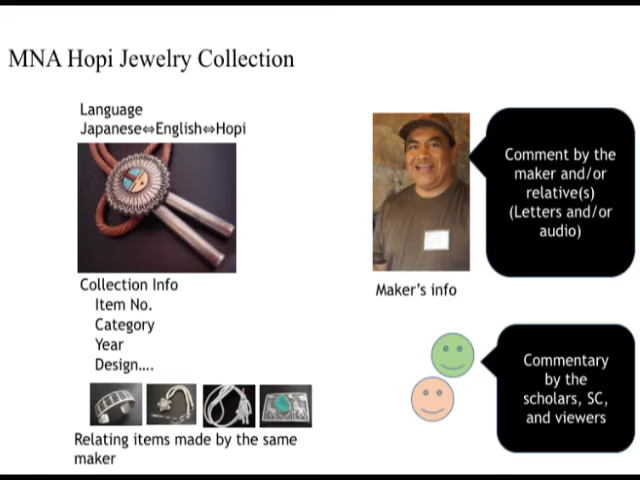 MNA Hopi Jewelry Collection
Language
Japanese⇔English⇔Hopi
Collection Info
Item No.
Category
Year
Design....
Relating items made by the same
maker
Maker's info
Comment by the
maker and/or
relative(s)
(Letters and/or
audio)
Commentary
by the
scholars, SC,
and viewers